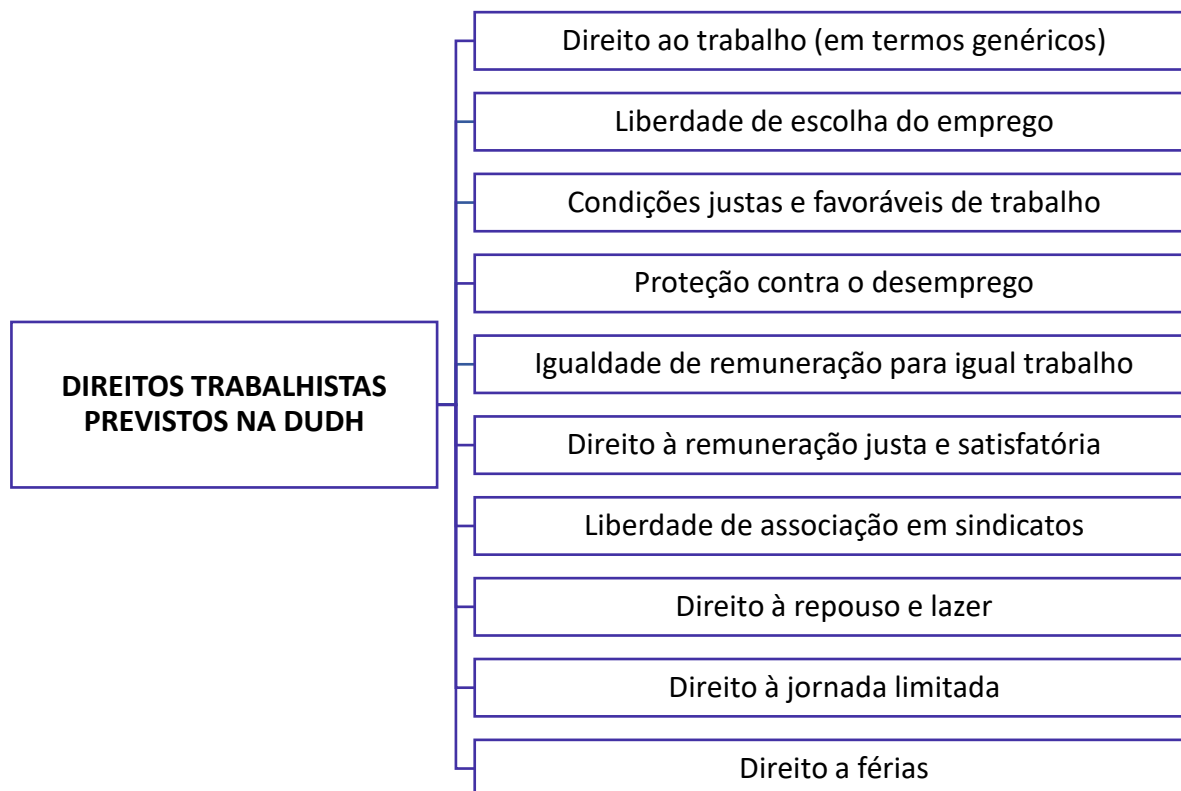 Direito ao trabalho (em termos genéricos)
Liberdade de escolha do emprego
Condições justas e favoráveis de trabalho
Proteção contra o desemprego
DIREITOS TRABALHISTAS
PREVISTOS NA DUDH
Igualdade de remuneração para igual trabalho
Direito à remuneração justa e satisfatória
Liberdade de associação em sindicatos
Direito à repouso e lazer
Direito à jornada limitada
Direito a férias